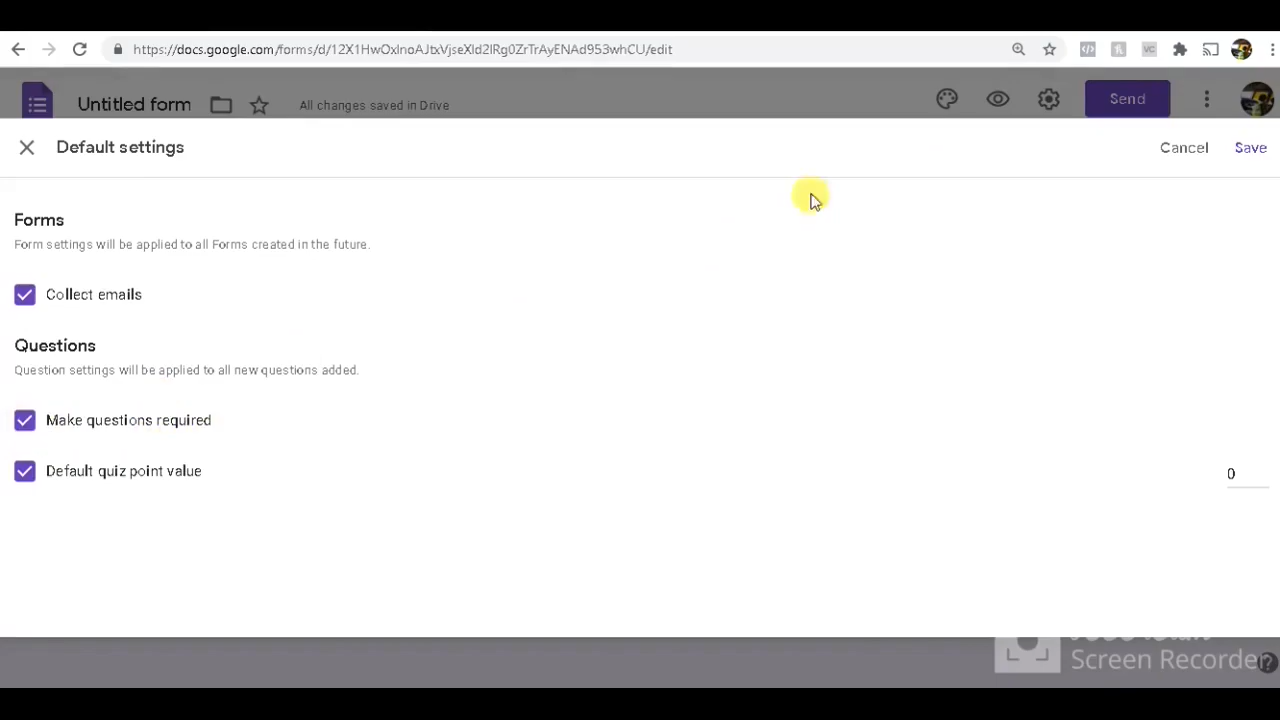 https://docs.google.com/forms/d/12X1HwOxInoAJtxVjseXId2IRg0ZrTrAyENAd953whCU/edit
VC
Untitled form
All changes saved in Drive
Send
Default settings
Cancel
Save
Forms
Form settings will be applied to all Forms created in the future.
Collect emails
Questions
Question settings will be applied to all new questions added.
Make questions required
Default quiz point value
0
Screen Recorder